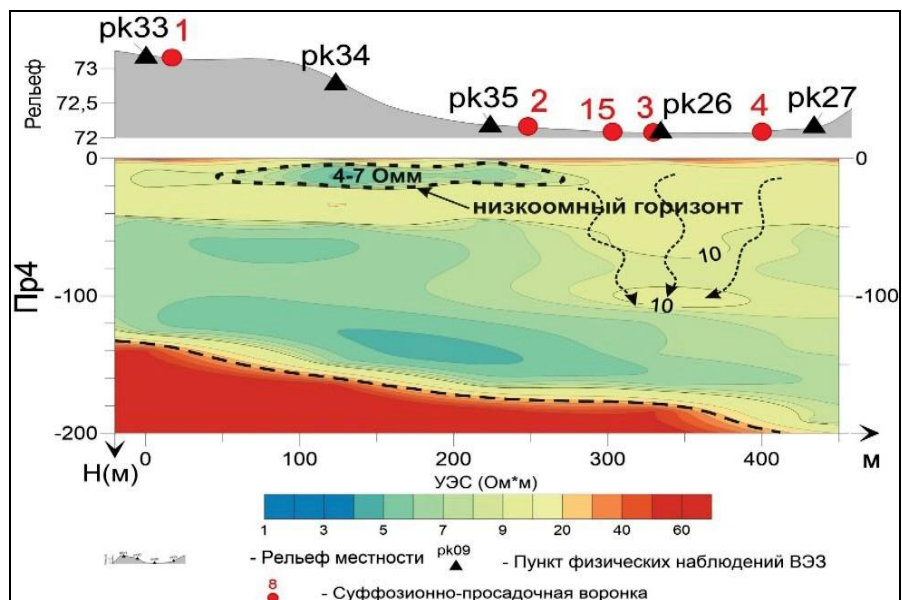 pk33 1
pk34
pk35 2 15 3 pk26 4 pk27
Рельеф
73
72,5
72
0 0
4-7 Омм
низкоомный горизонт
10
Пр4
-100 -100
10
-200
Н(м) 0 100 200 300 400 м
УЭС (Ом*м)
1 3 5 7 9 20 40 60
- Рельеф местности pk09 - Пункт физических наблюдений ВЭЗ
8 - Суффозионно-просадочная воронка